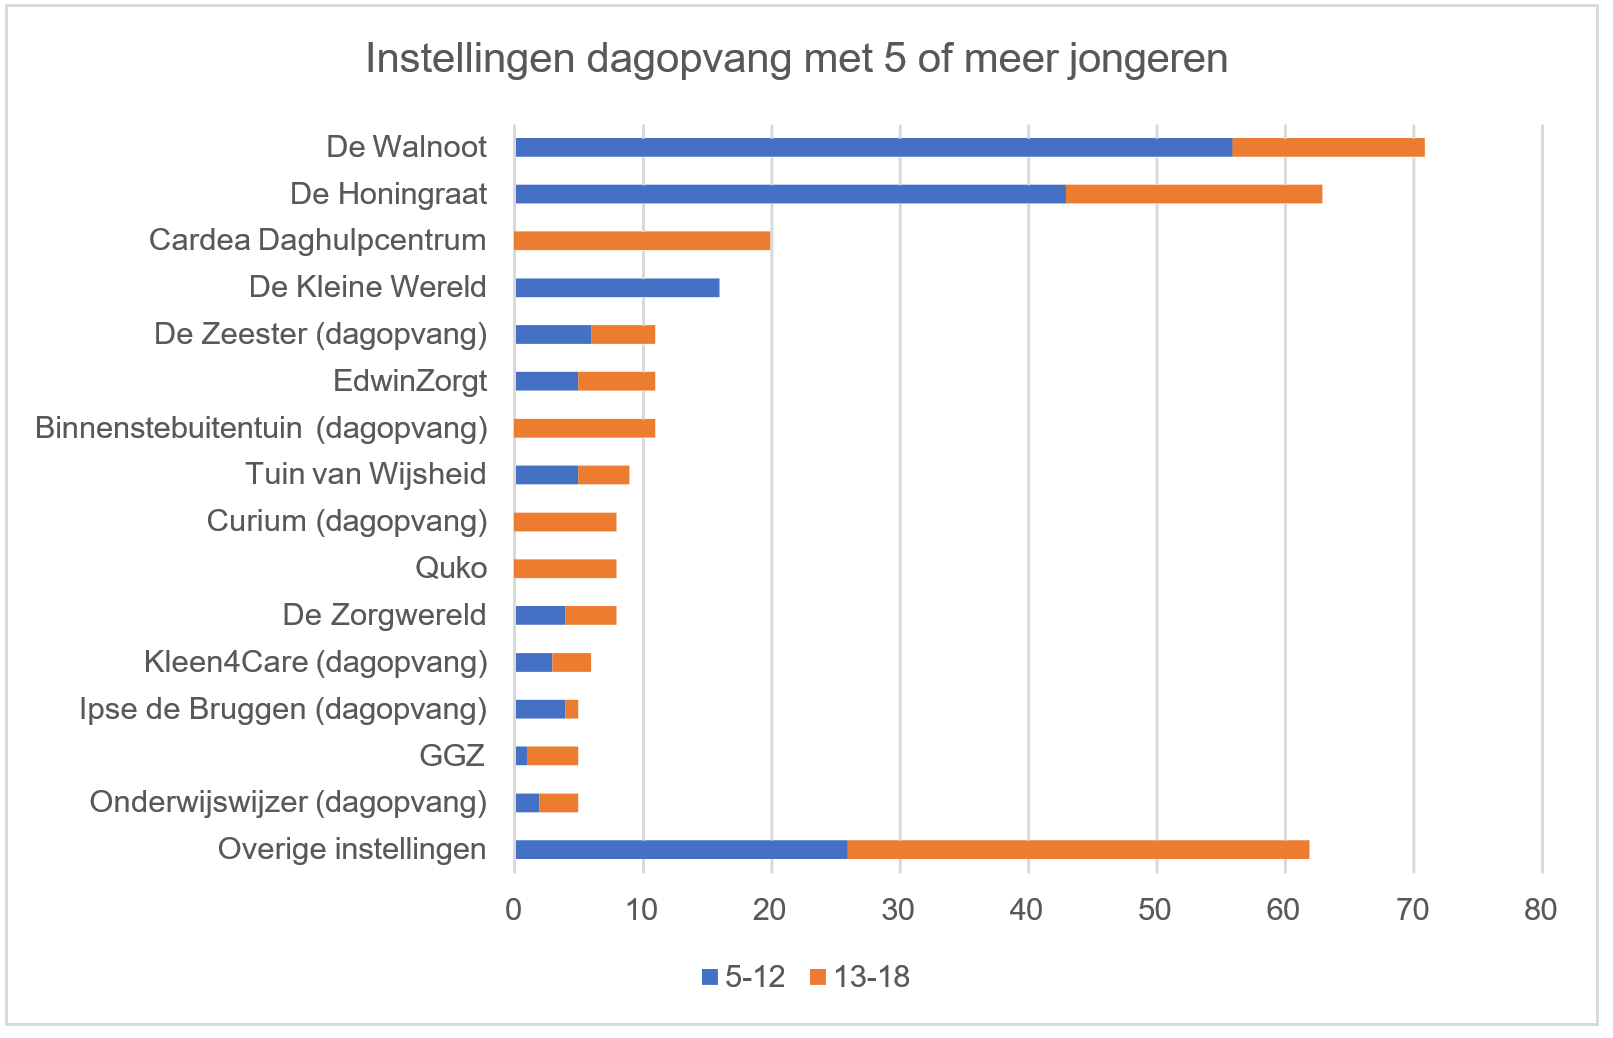 Instellingen dagopvang met 5 of meer jongeren
De Walnoot
De Honingraat
Cardea Daghulpcentrum
De Kleine Wereld
De Zeester (dagopvang)
EdwinZorgt
Binnenstebuitentuin (dagopvang)
Tuin van Wijsheid
Curium (dagopvang)
Quko
De Zorgwereld
Kleen4Care (dagopvang)
Ipse de Bruggen (dagopvang)
GGZ
Onderwijswijzer (dagopvang)
Overige instellingen
0 10 20 30 40 50 60 70 80
5-12 13-18